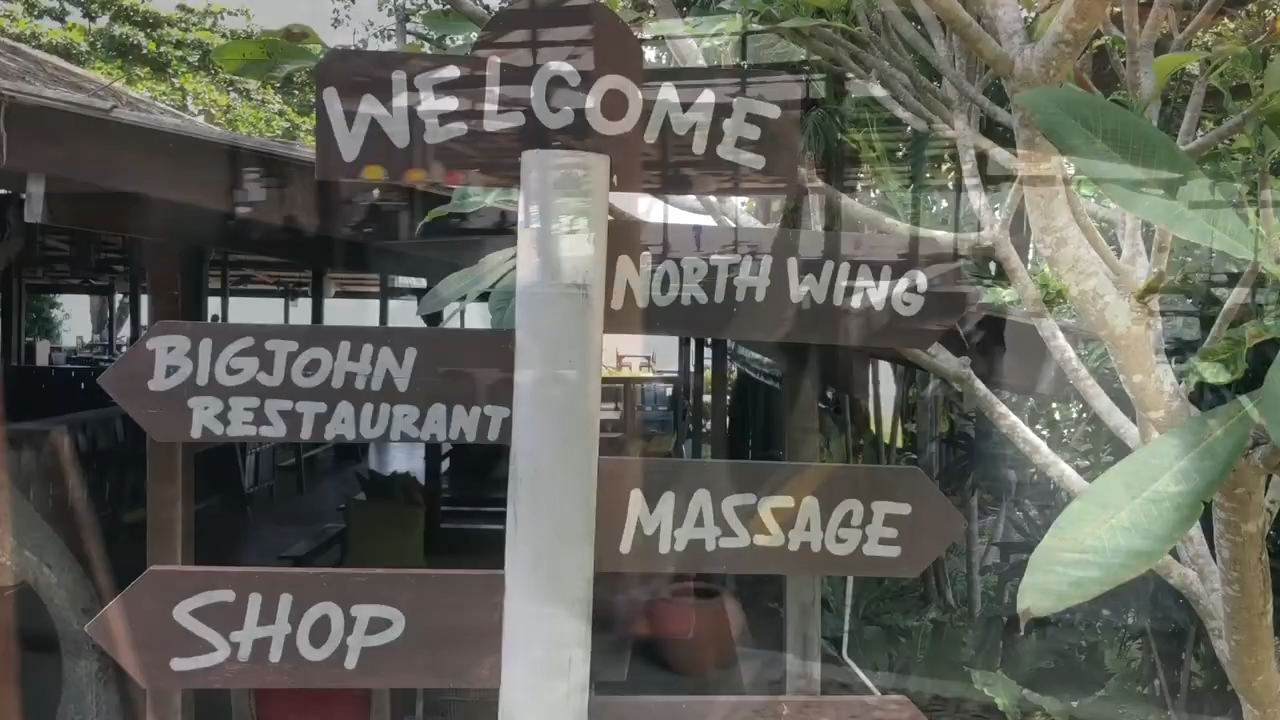 WELCOME
NORTH WING
BIGJOHN
RESTAURANT
MASSAGE
SHOP